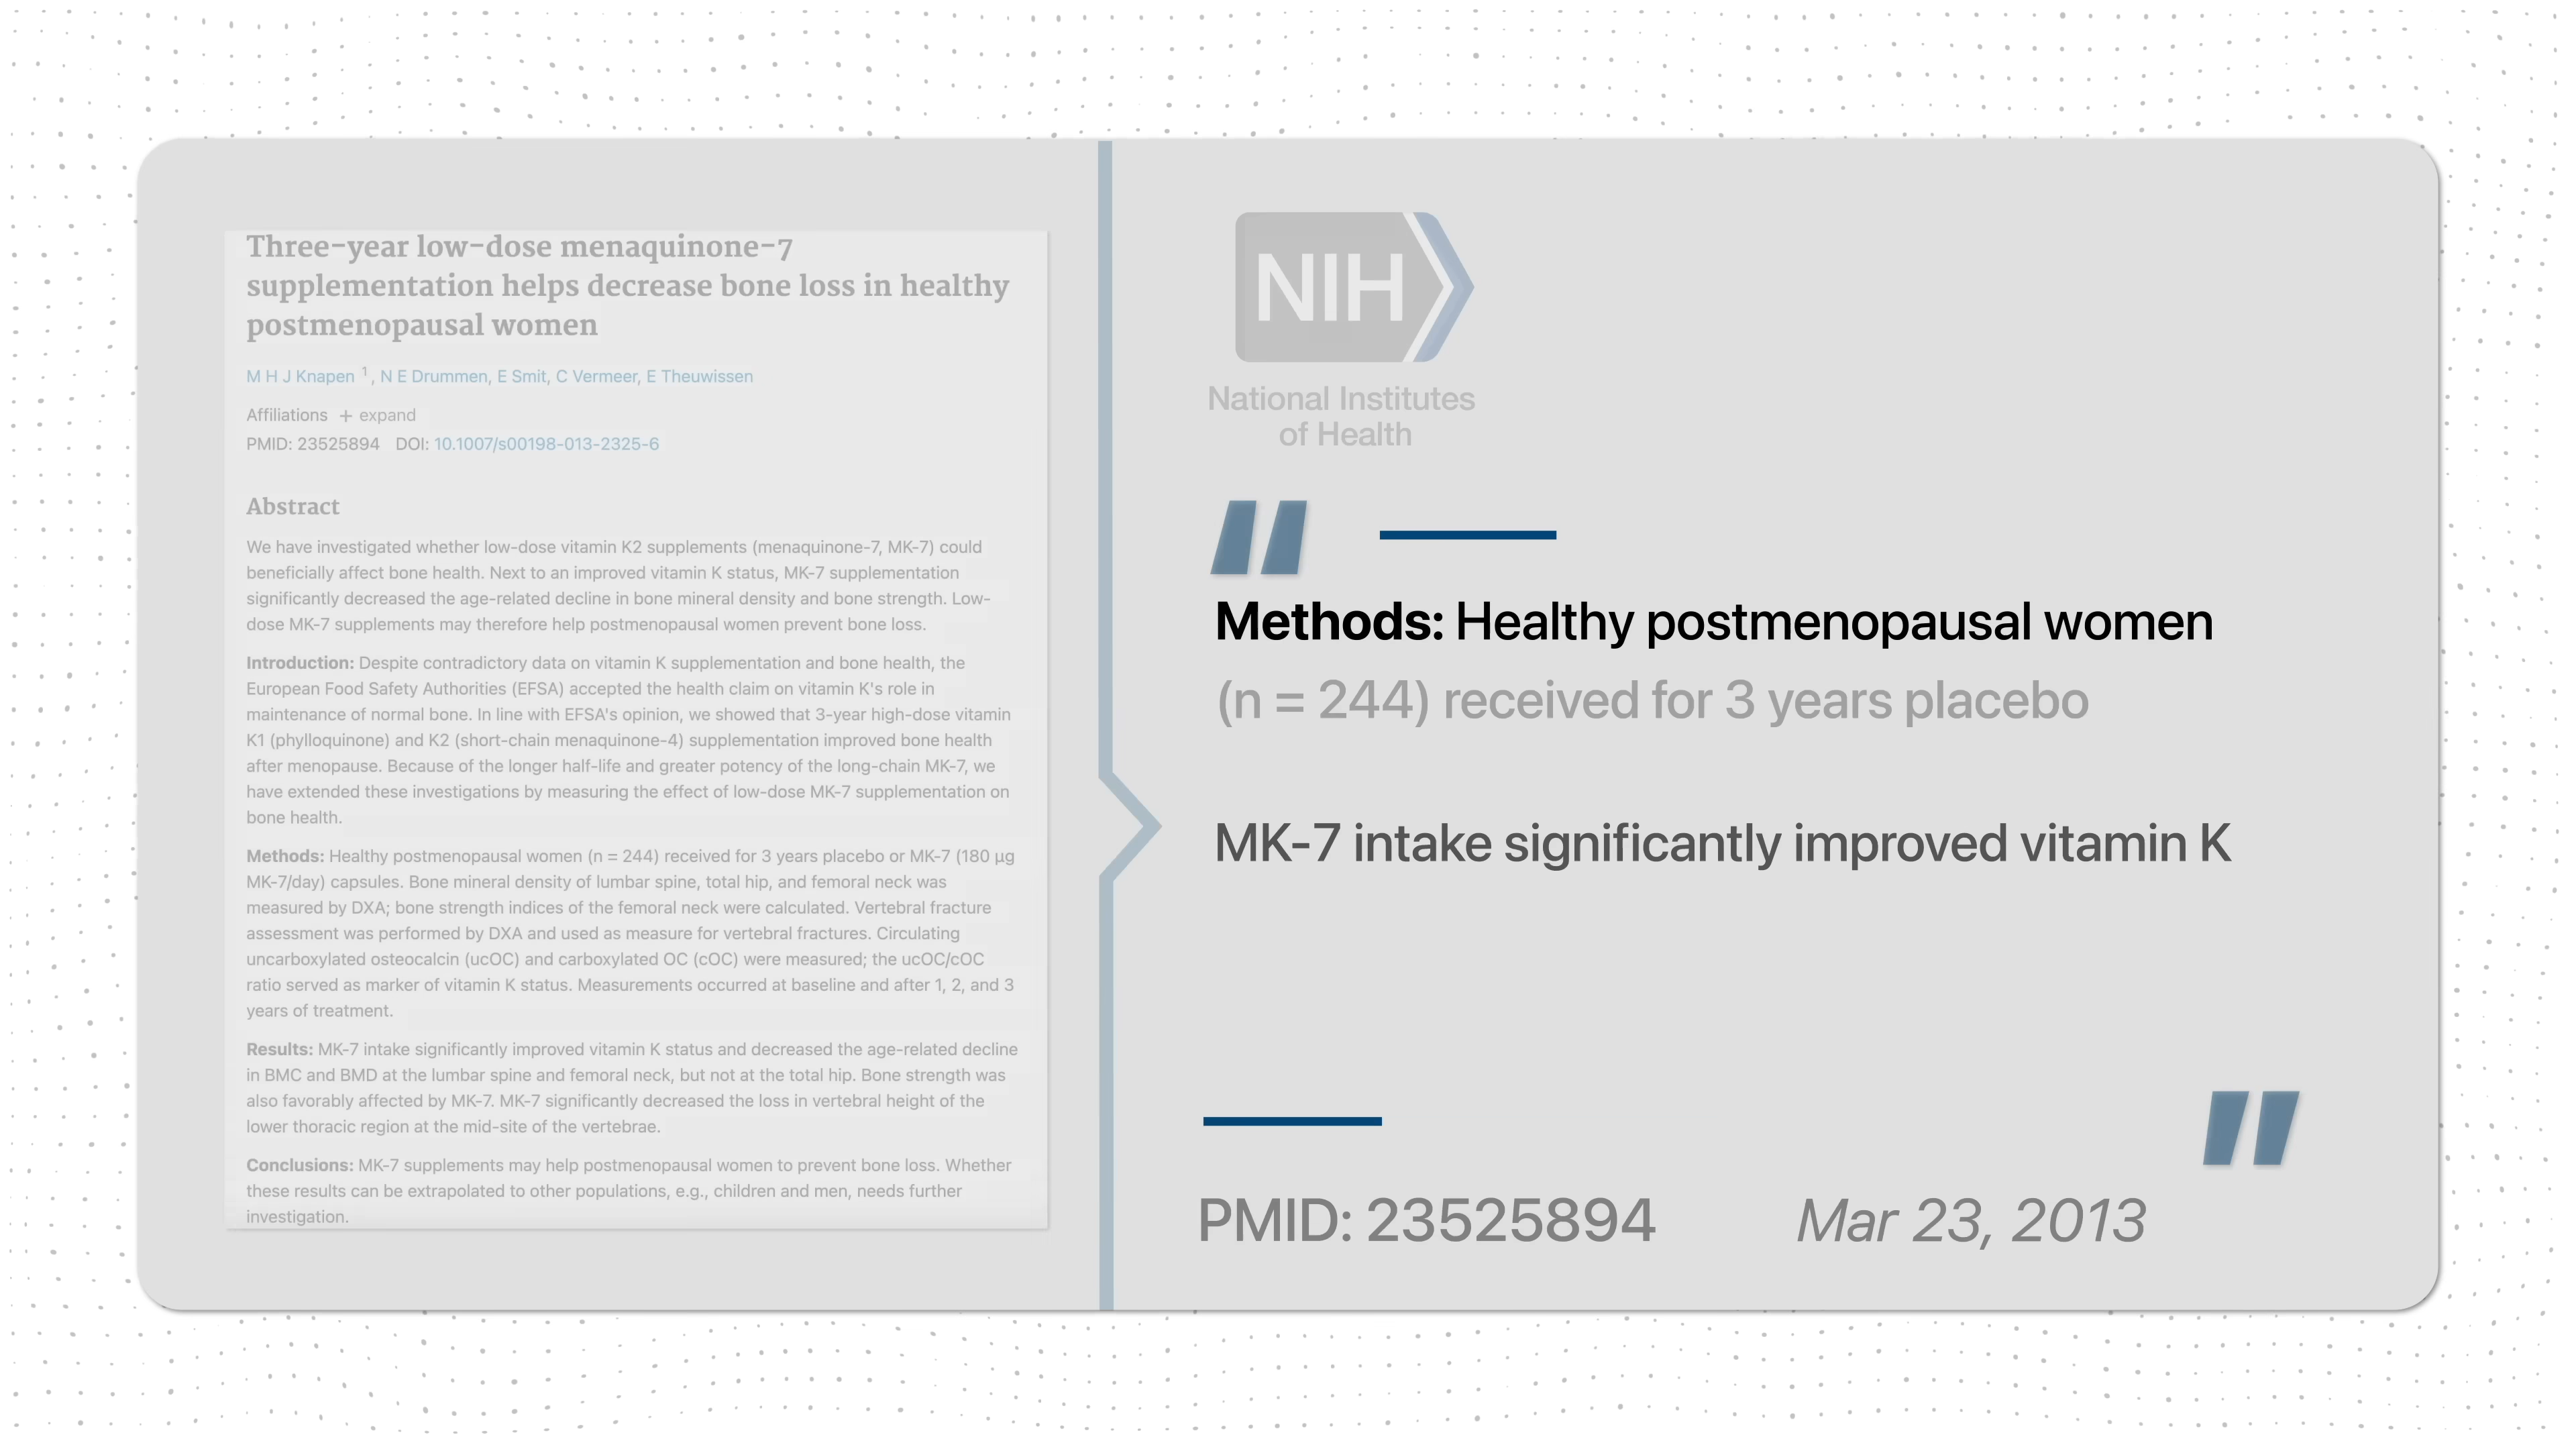 Three-year low-dose menaquinone-7
supplementation helps decrease bone loss in healthy
postmenopausal women
M H J Knapen 1, N E Drummen, E Smit, C Vermeer, E Theuwissen
Affiliations + expand
PMID: 23525894 DOI: 10.1007/s00198-013-2325-6
Abstract
We have investigated whether low-dose vitamin K2 supplements (menaquinone-7, MK-7) could
beneficially affect bone health. Next to an improved vitamin K status, MK-7 supplementation
significantly decreased the age-related decline in bone mineral density and bone strength. Low-
dose MK-7 supplements may therefore help postmenopausal women prevent bone loss.
Introduction: Despite contradictory data on vitamin K supplementation and bone health, the
European Food Safety Authorities (EFSA) accepted the health claim on vitamin K's role in
maintenance of normal bone. In line with EFSA's opinion, we showed that 3-year high-dose vitamin
K1 (phylloquinone) and K2 (short-chain menaquinone-4) supplementation improved bone health
after menopause. Because of the longer half-life and greater potency of the long-chain MK-7, we
have extended these investigations by measuring the effect of low-dose MK-7 supplementation on
bone health.
Methods: Healthy postmenopausal women (n = 244) received for 3 years placebo or MK-7 (180 μg
MK-7/day) capsules. Bone mineral density of lumbar spine, total hip, and femoral neck was
measured by DXA; bone strength indices of the femoral neck were calculated. Vertebral fracture
assessment was performed by DXA and used as measure for vertebral fractures. Circulating
uncarboxylated osteocalcin (ucOC) and carboxylated OC (cOC) were measured; the ucOC/cOC
ratio served as marker of vitamin K status. Measurements occurred at baseline and after 1, 2, and 3
years of treatment.
Results: MK-7 intake significantly improved vitamin K status and decreased the age-related decline
in BMC and BMD at the lumbar spine and femoral neck, but not at the total hip. Bone strength was
also favorably affected by MK-7. MK-7 significantly decreased the loss in vertebral height of the
lower thoracic region at the mid-site of the vertebrae.
Conclusions: MK-7 supplements may help postmenopausal women to prevent bone loss. Whether
these results can be extrapolated to other populations, e.g., children and men, needs further
investigation.
NIH
National Institutes
of Health
"
Methods: Healthy postmenopausal women
(n = 244) received for 3 years placebo
MK-7 intake significantly improved vitamin K
"
PMID: 23525894 Mar 23, 2013